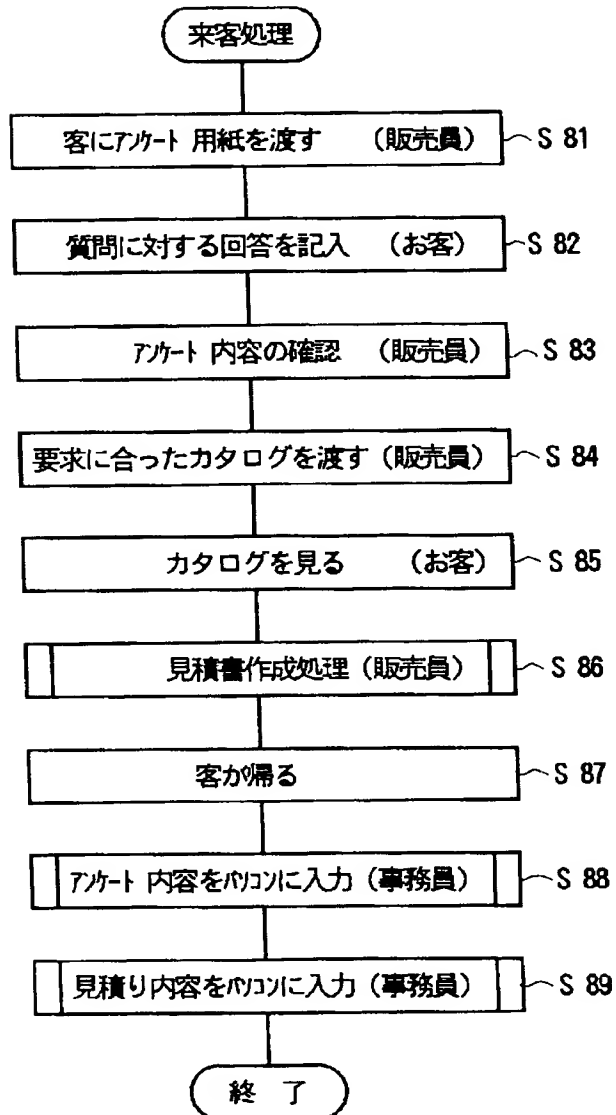 来客処理
客にｱﾝｹｰﾄ 用紙を渡す （販売員） S 81
質問に対する回答を記入 （お客） S 82
ｱﾝｹｰﾄ 内容の確認 （販売員） S 83
要求に合ったカタログを渡す（販売員） S 84
カタログを見る （お客） S 85
見積書作成処理（販売員） S 86
客が帰る S 87
ｱﾝｹｰﾄ 内容をﾊﾟｿｺﾝに入力（事務員） S 88
見積り内容をﾊﾟｿｺﾝに入力（事務員） S 89
終 了